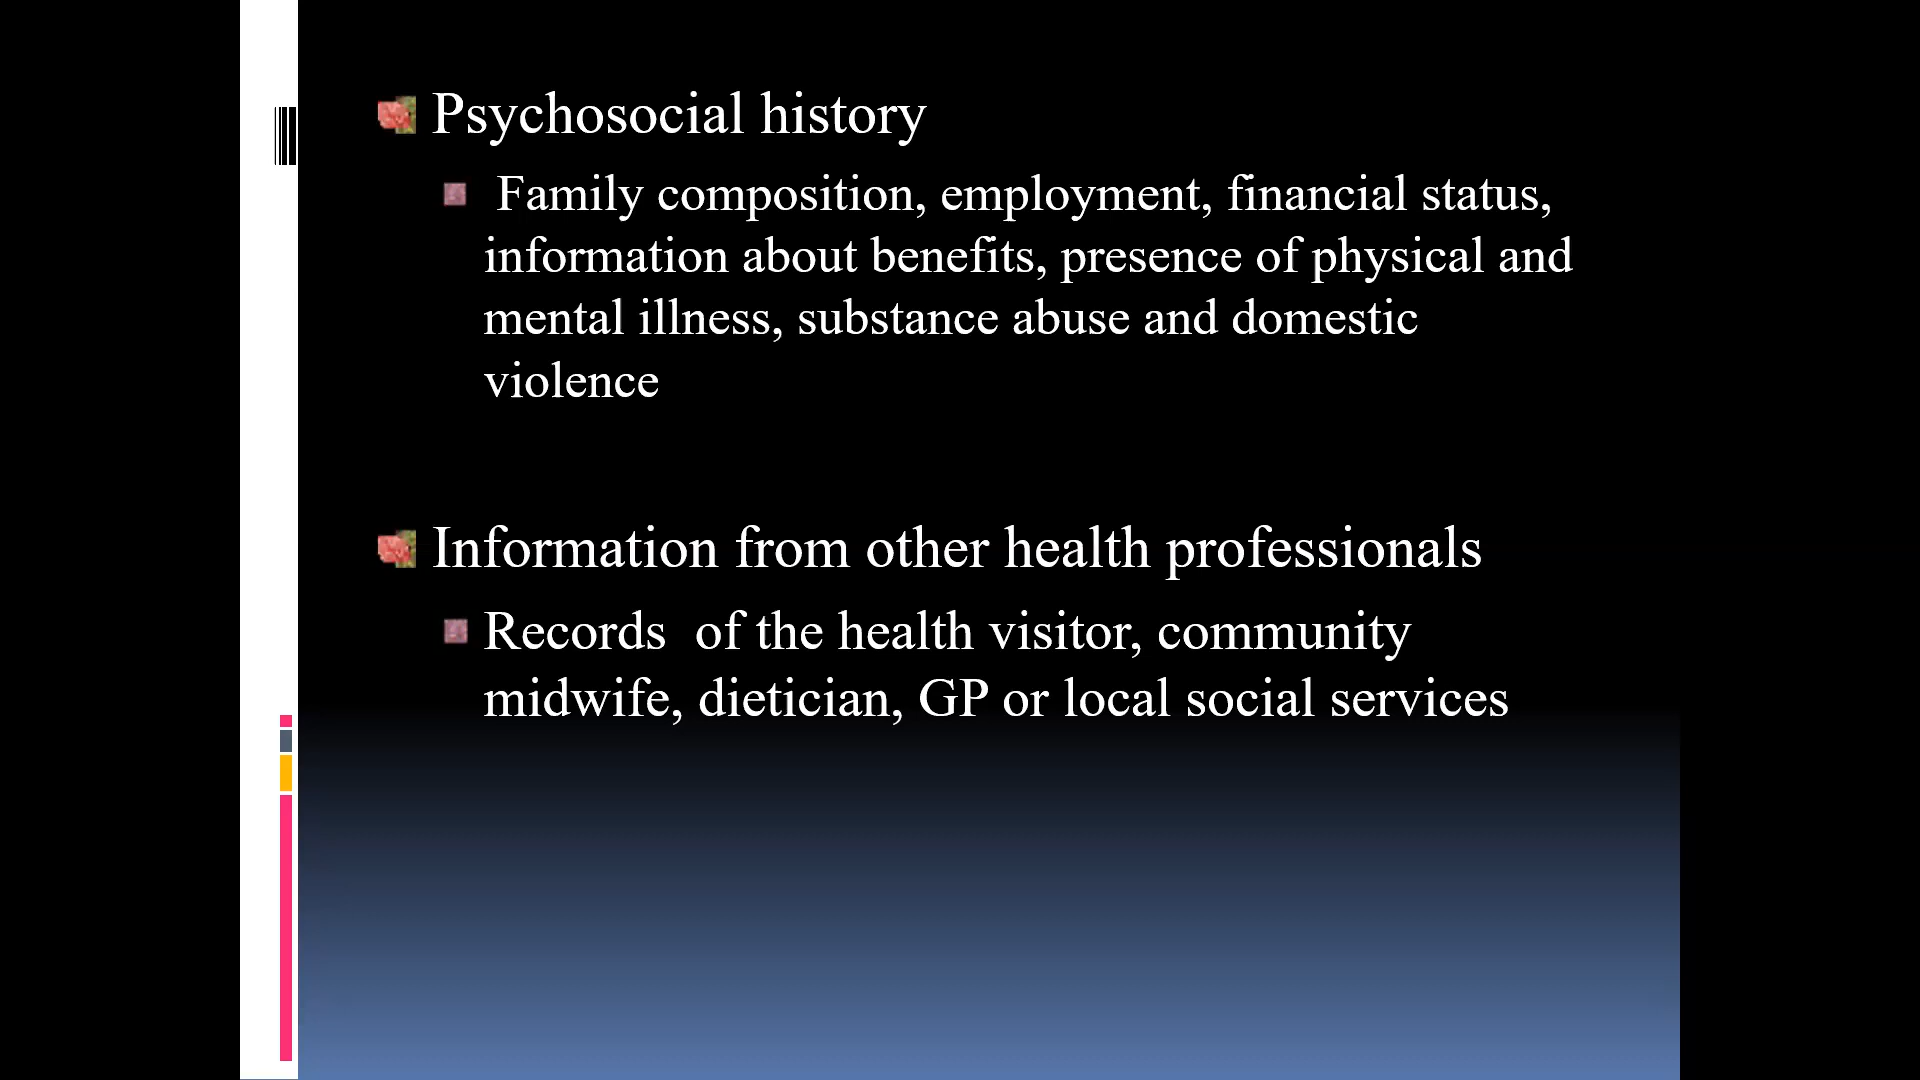 Psychosocial history
Family composition, employment, financial status,
information about benefits, presence of physical and
mental illness, substance abuse and domestic
violence
Information from other health professionals
Records  of the health visitor, community
midwife, dietician, GP or local social services